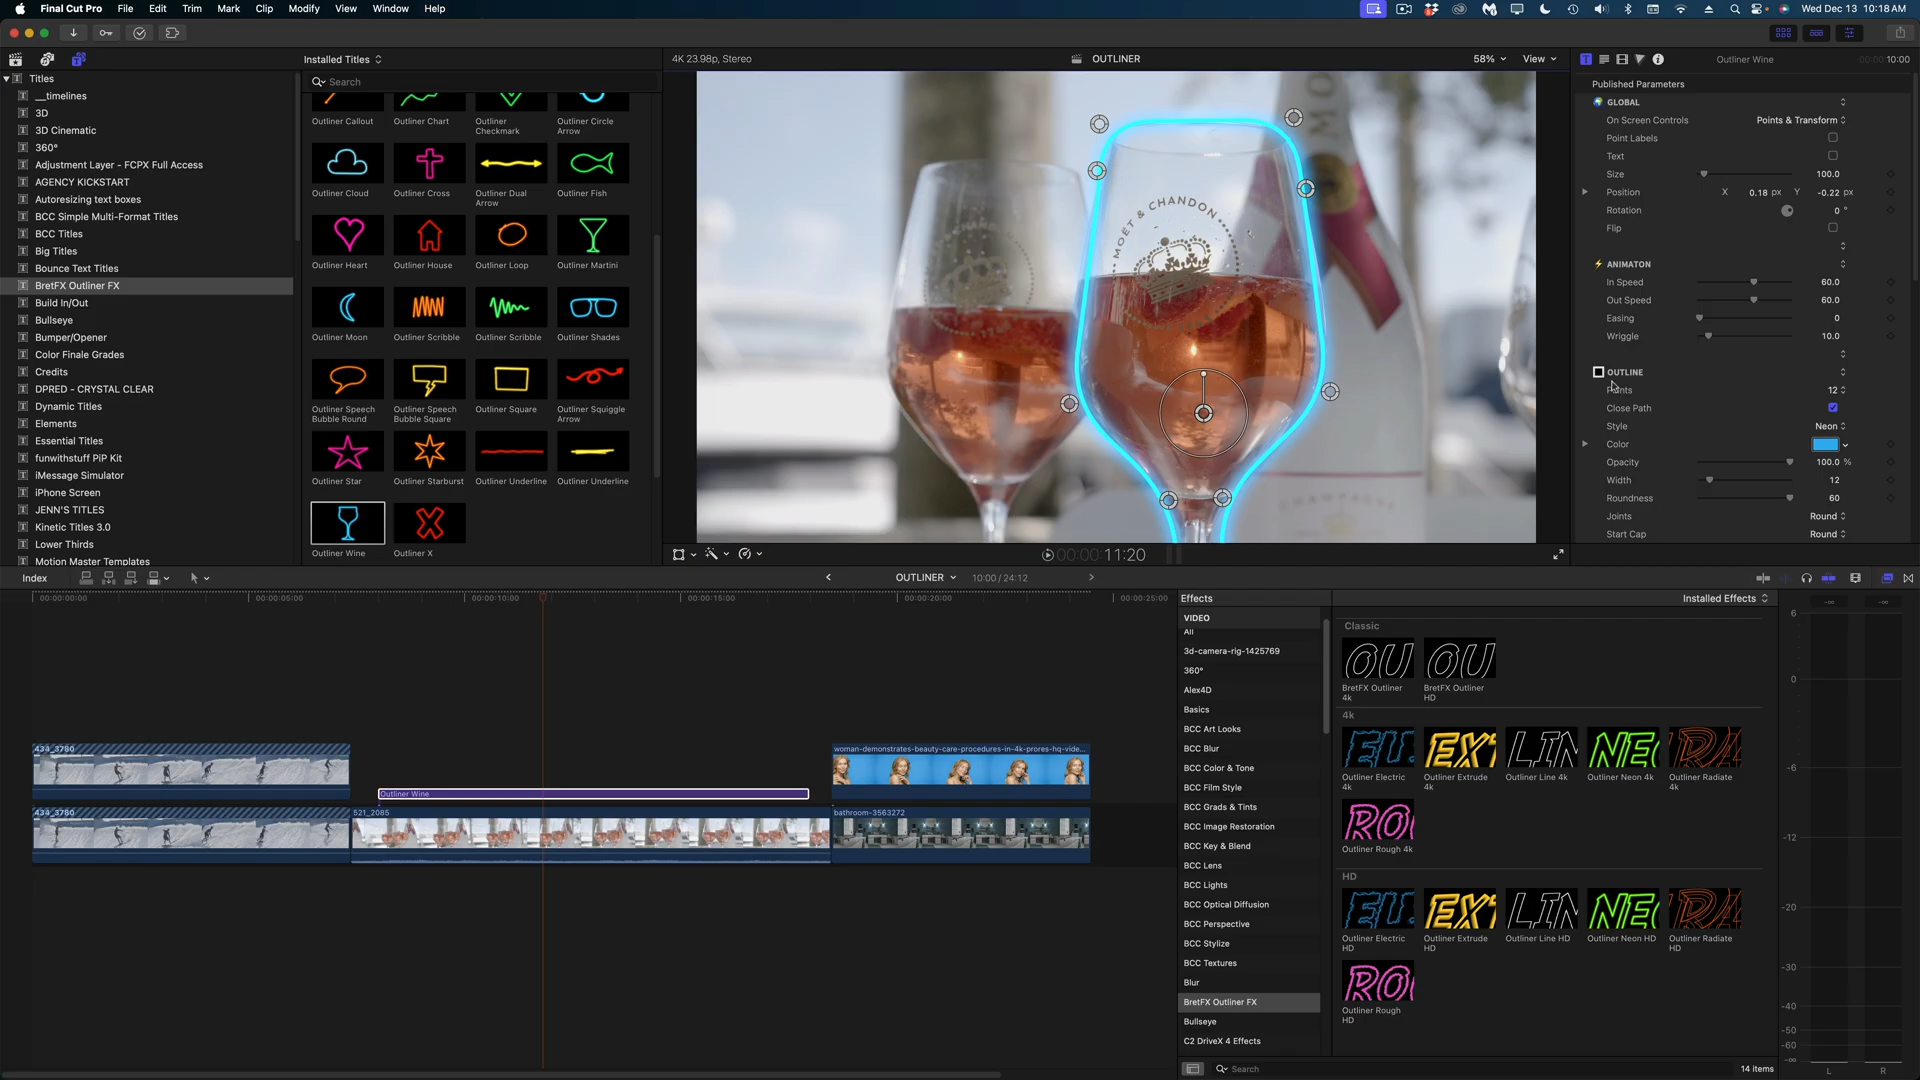 Final Cut Pro File Edit Trim Mark Clip Modify View Window Help
Wed Dec 13 10:18 AM
Installed Titles
4K 23.98p, Stereo
OUTLINER
58%
View
Outliner Wine
10:00
Titles
__timelines
3D
3D Cinematic
360°
Adjustment Layer - FCPX Full Access
AGENCY KICKSTART
Autoresizing text boxes
BCC Simple Multi-Format Titles
BCC Titles
Big Titles
Bounce Text Titles
BretFX Outliner FX
Build In/Out
Bullseye
Bumper/Opener
Color Finale Grades
Credits
DPRED - CRYSTAL CLEAR
Dynamic Titles
Elements
Essential Titles
funwithstuff PiP Kit
iMessage Simulator
iPhone Screen
JENN'S TITLES
Kinetic Titles 3.0
Lower Thirds
Motion Master Templates
Search
Outliner Callout
Outliner Chart
Outliner Checkmark
Outliner Circle Arrow
Outliner Cloud
Outliner Cross
Outliner Dual Arrow
Outliner Fish
Outliner Heart
Outliner House
Outliner Loop
Outliner Martini
Outliner Moon
Outliner Scribble
Outliner Scribble
Outliner Shades
Outliner Speech Bubble Round
Outliner Speech Bubble Square
Outliner Square
Outliner Squiggle Arrow
Outliner Star
Outliner Starburst
Outliner Underline
Outliner Underline
Outliner Wine
Outliner X
MOËT & CHANDON
CHAMPAGNE
00:00:11:20
Published Parameters
GLOBAL
On Screen Controls Points & Transform
Point Labels
Text
Size 100.0
Position X 0.18 px Y -0.22 px
Rotation 0 °
Flip
ANIMATON
In Speed 60.0
Out Speed 60.0
Easing 0
Wriggle 10.0
OUTLINE
Points 12
Close Path
Style Neon
Color
Opacity 100.0 %
Width 12
Roundness 60
Joints Round
Start Cap Round
Index
OUTLINER
10:00 / 24:12
00:00:00:00
00:00:05:00
00:00:10:00
00:00:15:00
00:00:20:00
00:00:25:00
434_3780
woman-demonstrates-beauty-care-procedures-in-4k-prores-hq-vide...
Outliner Wine
434_3780
521_2085
bathroom-3563272
Effects
Installed Effects
VIDEO
All
3d-camera-rig-1425769
360°
Alex4D
Basics
BCC Art Looks
BCC Blur
BCC Color & Tone
BCC Film Style
BCC Grads & Tints
BCC Image Restoration
BCC Key & Blend
BCC Lens
BCC Lights
BCC Optical Diffusion
BCC Perspective
BCC Stylize
BCC Textures
Blur
BretFX Outliner FX
Bullseye
C2 DriveX 4 Effects
Classic
OU
OU
BretFX Outliner 4k
BretFX Outliner HD
4k
EXT
LIN
NEO
RA
RO
Outliner Electric 4k
Outliner Extrude 4k
Outliner Line 4k
Outliner Neon 4k
Outliner Radiate 4k
Outliner Rough 4k
HD
EXT
LIN
NEO
RA
RO
Outliner Electric HD
Outliner Extrude HD
Outliner Line HD
Outliner Neon HD
Outliner Radiate HD
Outliner Rough HD
Search
14 items
6
0
-6
-12
-20
-30
-40
-50
-60
-∞
L
R